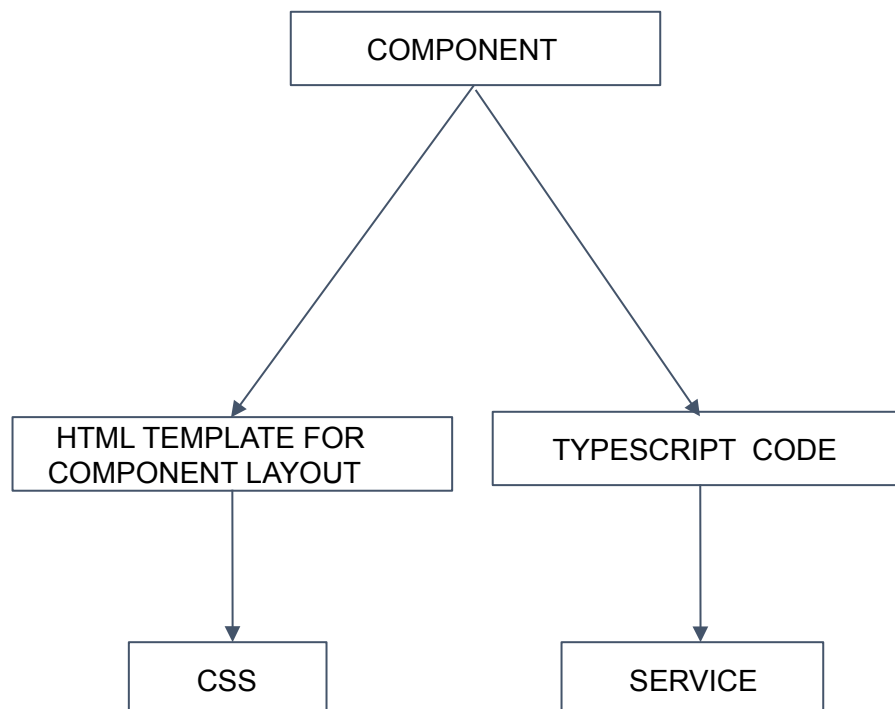 COMPONENT
HTML TEMPLATE FOR
COMPONENT LAYOUT
TYPESCRIPT CODE
CSS
SERVICE